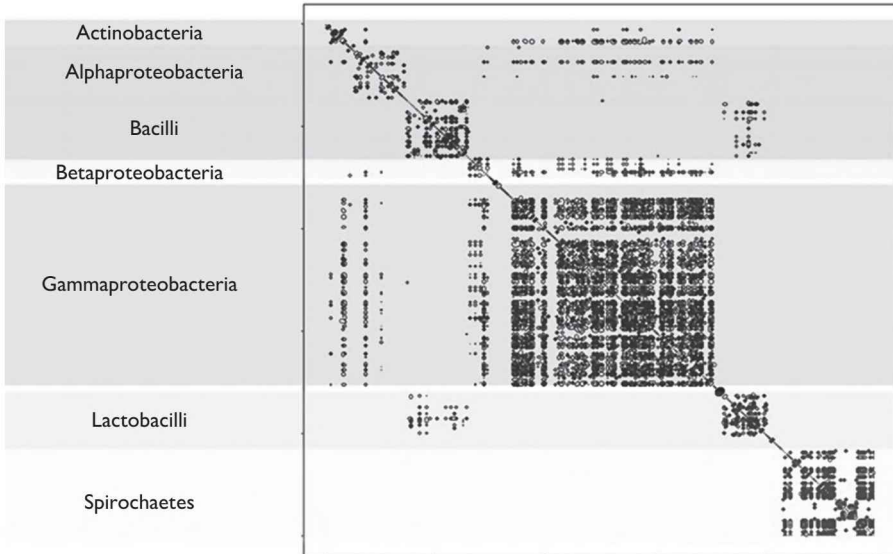 Actinobacteria
Alphaproteobacteria
Bacilli
Betaproteobacteria
Gammaproteobacteria
Lactobacilli
Spirochaetes